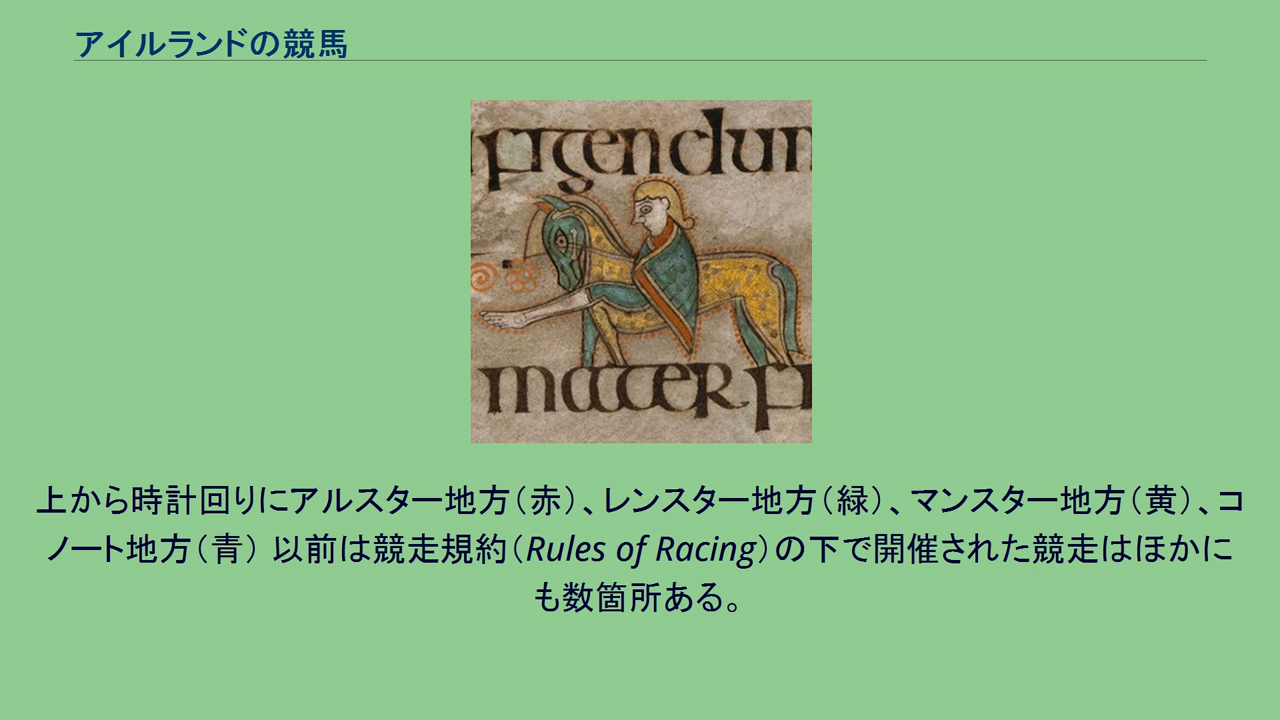 アイルランドの競馬
pigendum
mater
上から時計回りにアルスター地方（赤）、レンスター地方（緑）、マンスター地方（黄）、コ
ノート地方（青） 以前は競走規約（Rules of Racing）の下で開催された競走はほかに
も数箇所ある。